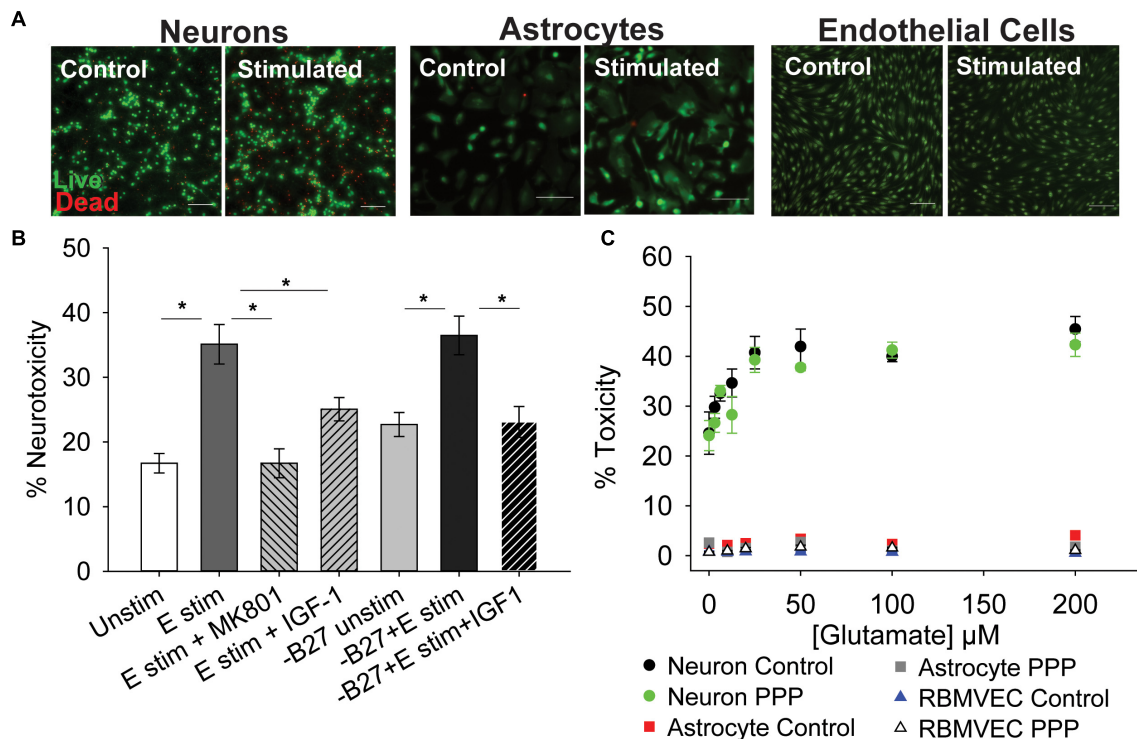 A
Neurons
Astrocytes
Endothelial Cells
Control
Stimulated
Control
Stimulated
Control
Stimulated
Live
Dead
B
% Neurotoxicity
50
40
30
20
10
0
Unstim
E stim
E stim + MK801
E stim + IGF-1
-B27 unstim
-B27+E stim
-B27+E stim+IGF1
*
*
*
*
*
C
% Toxicity
60
50
40
30
20
10
0
0
50
100
150
200
[Glutamate] µM
Neuron Control
Neuron PPP
Astrocyte Control
Astrocyte PPP
RBMVEC Control
RBMVEC PPP